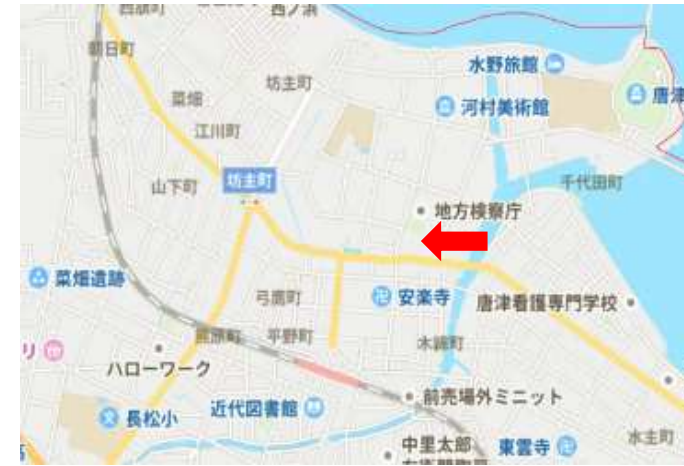 西ノ浜
朝日町
坊主町
水野旅館
菜畑
河村美術館
唐津
江川町
山下町
坊主町
千代田町
地方検察庁
菜畑遺跡
弓鷹町
安楽寺
唐津看護専門学校
リ
平野町
木綿町
ハローワーク
前売場外ミニット
長松小
近代図書館
中里太郎
東雲寺
水主町